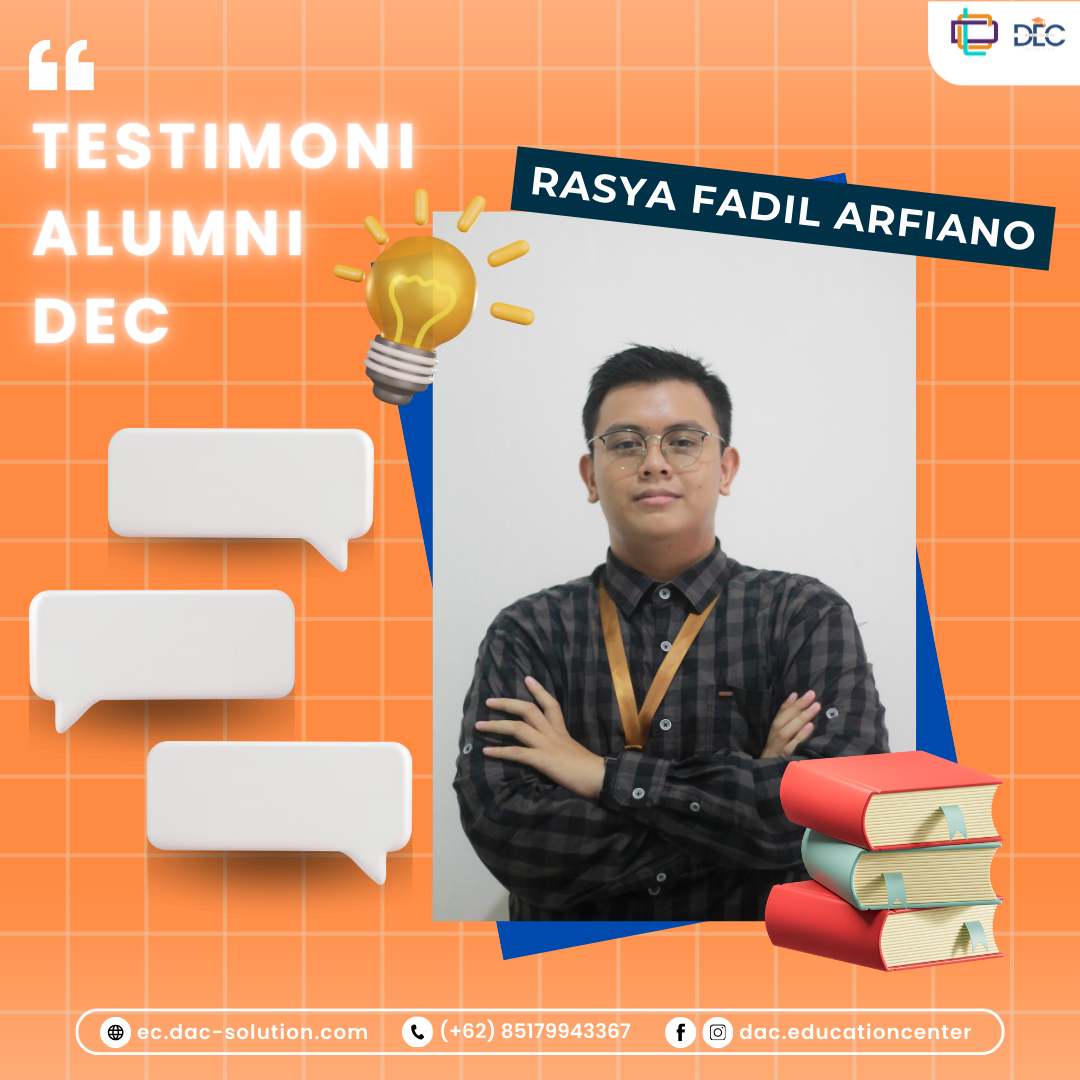 DEC
TESTIMONI
ALUMNI
DEC
RASYA FADIL ARFIANO
ec.dac-solution.com
(+62) 85179943367
dac.educationcenter